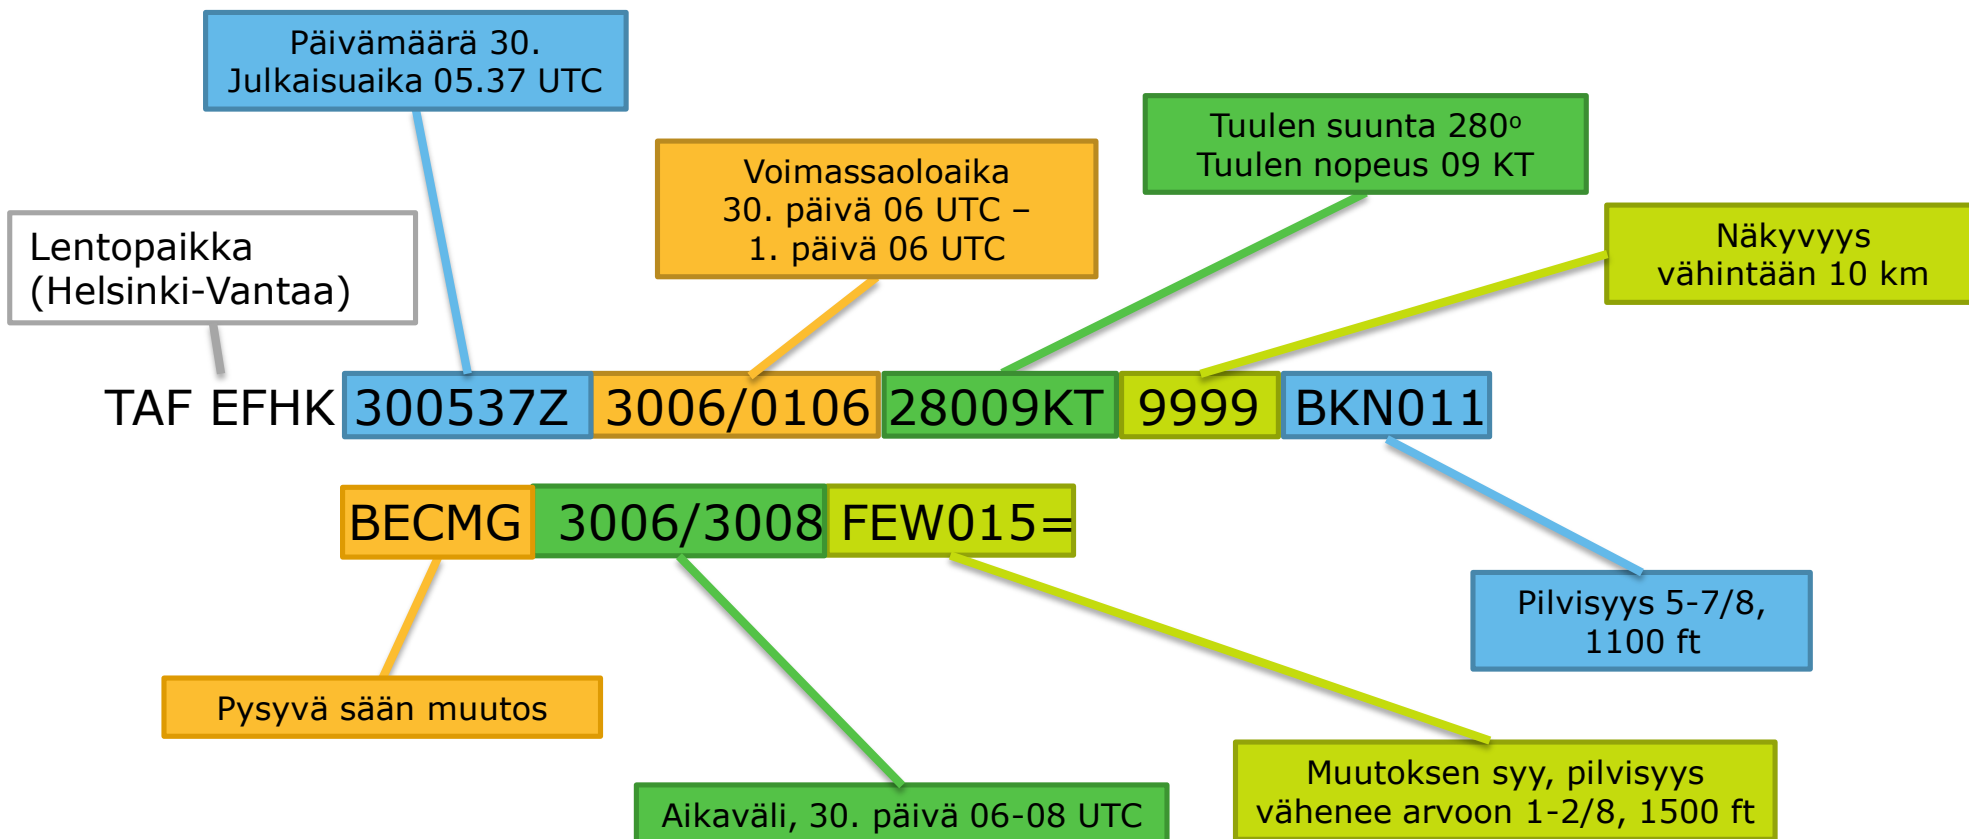 Päivämäärä 30.
Julkaisuaika 05.37 UTC
Tuulen suunta 280º
Tuulen nopeus 09 KT
Voimassaoloaika
30. päivä 06 UTC –
1. päivä 06 UTC
Näkyvyys
vähintään 10 km
Lentopaikka
(Helsinki-Vantaa)
TAF EFHK 300537Z 3006/0106 28009KT 9999 BKN011
BECMG 3006/3008 FEW015=
Pilvisyys 5-7/8,
1100 ft
Pysyvä sään muutos
Muutoksen syy, pilvisyys
vähenee arvoon 1-2/8, 1500 ft
Aikaväli, 30. päivä 06-08 UTC